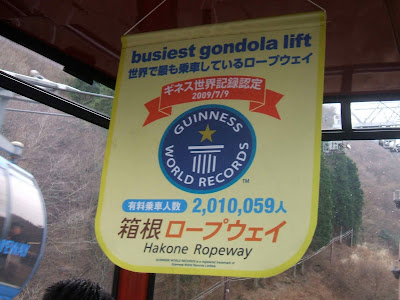 busiest gondola lift
世界で最も乗車しているロープウェイ
ギネス世界記録認定
2009/7/9
GUINNESS
WORLD RECORDS
TM
有料乗車人数 2,010,059人
箱根 ロープウェイ
Hakone Ropeway